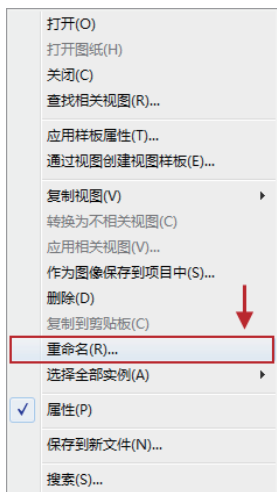 打开(O)
打开图纸(H)
关闭(C)
查找相关视图(R)...
应用样板属性(T)...
通过视图创建视图样板(E)...
复制视图(V)
转换为不相关视图(C)
应用相关视图(V)...
作为图像保存到项目中(S)...
删除(D)
复制到剪贴板(C)
重命名(R)...
选择全部实例(A)
属性(P)
保存到新文件(N)...
搜索(S)...